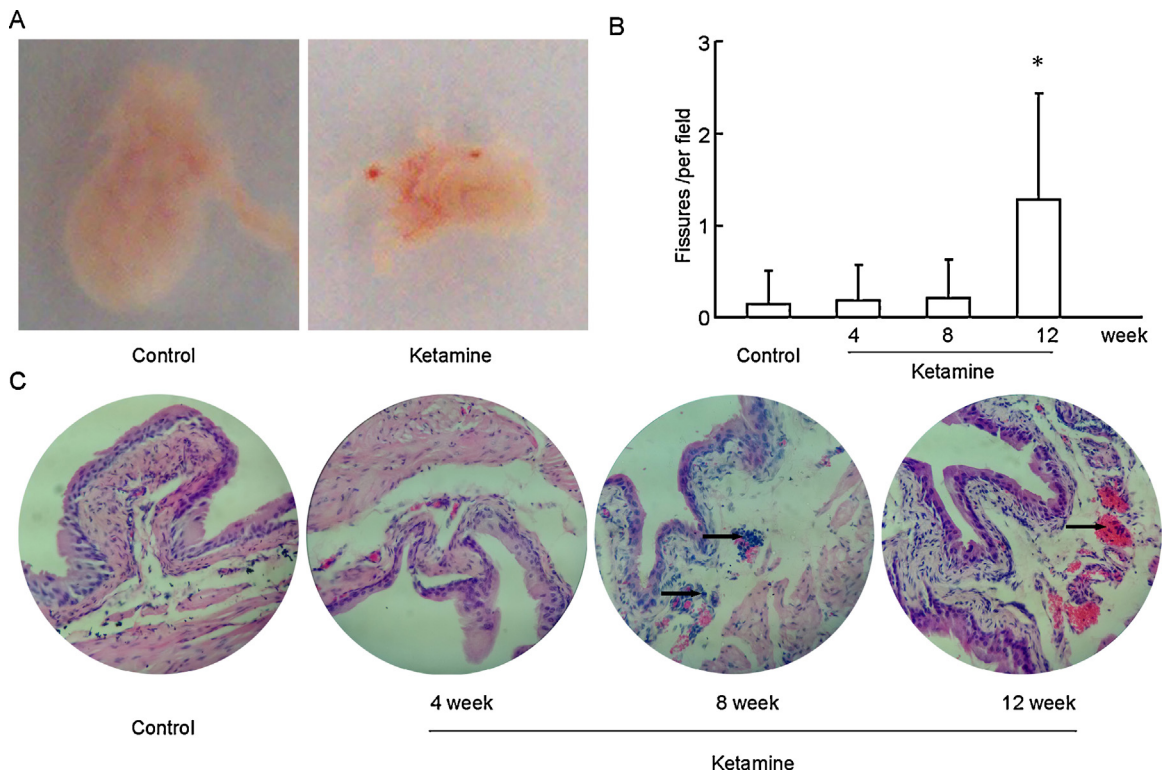 A
Control
Ketamine
B
Fissures /per field
3
2
1
0
*
Control
4
8
12
week
Ketamine
C
Control
4 week
8 week
12 week
Ketamine